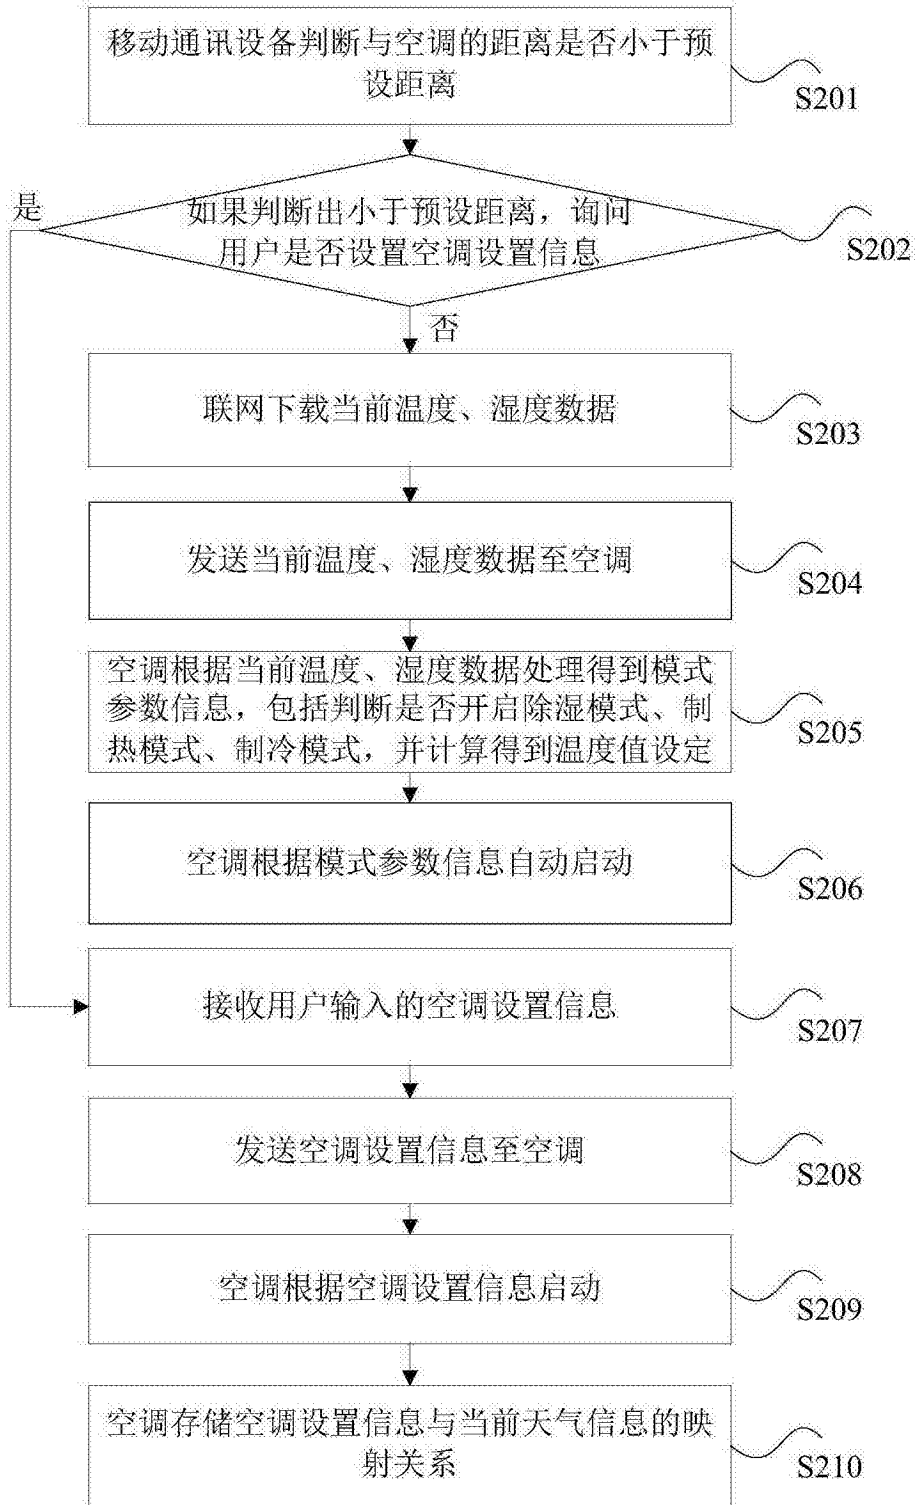 移动通讯设备判断与空调的距离是否小于预
设距离
S201
是
如果判断出小于预设距离，询问
用户是否设置空调设置信息
S202
否
联网下载当前温度、湿度数据
S203
发送当前温度、湿度数据至空调
S204
空调根据当前温度、湿度数据处理得到模式
参数信息，包括判断是否开启除湿模式、制
热模式、制冷模式，并计算得到温度值设定
S205
空调根据模式参数信息自动启动
S206
接收用户输入的空调设置信息
S207
发送空调设置信息至空调
S208
空调根据空调设置信息启动
S209
空调存储空调设置信息与当前天气信息的映
射关系
S210